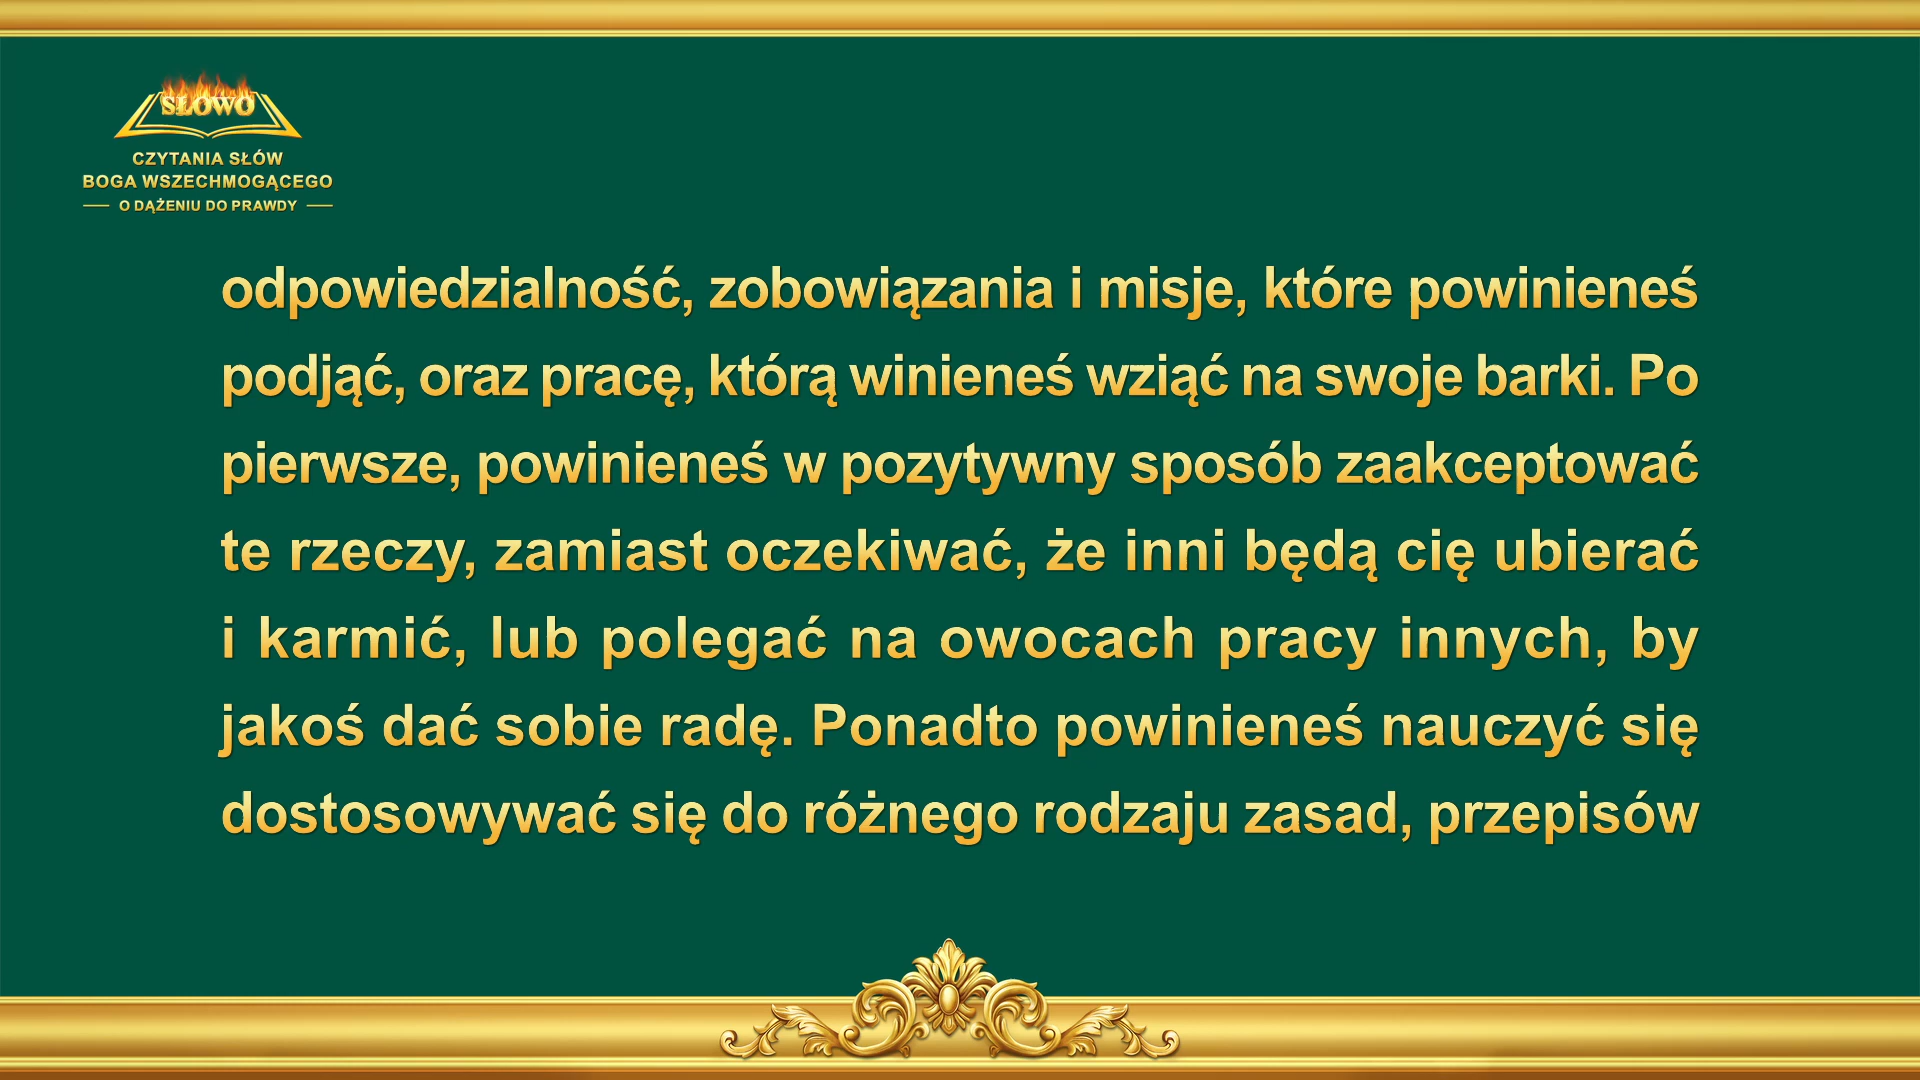 SŁOWO
CZYTANIA SŁÓW
BOGA WSZECHMOGĄCEGO
O DĄŻENIU DO PRAWDY
odpowiedzialność, zobowiązania i misje, które powinieneś
podjąć, oraz pracę, którą winieneś wziąć na swoje barki. Po
pierwsze, powinieneś w pozytywny sposób zaakceptować
te rzeczy, zamiast oczekiwać, że inni będą cię ubierać
i karmić, lub polegać na owocach pracy innych, by
jakoś dać sobie radę. Ponadto powinieneś nauczyć się
dostosowywać się do różnego rodzaju zasad, przepisów